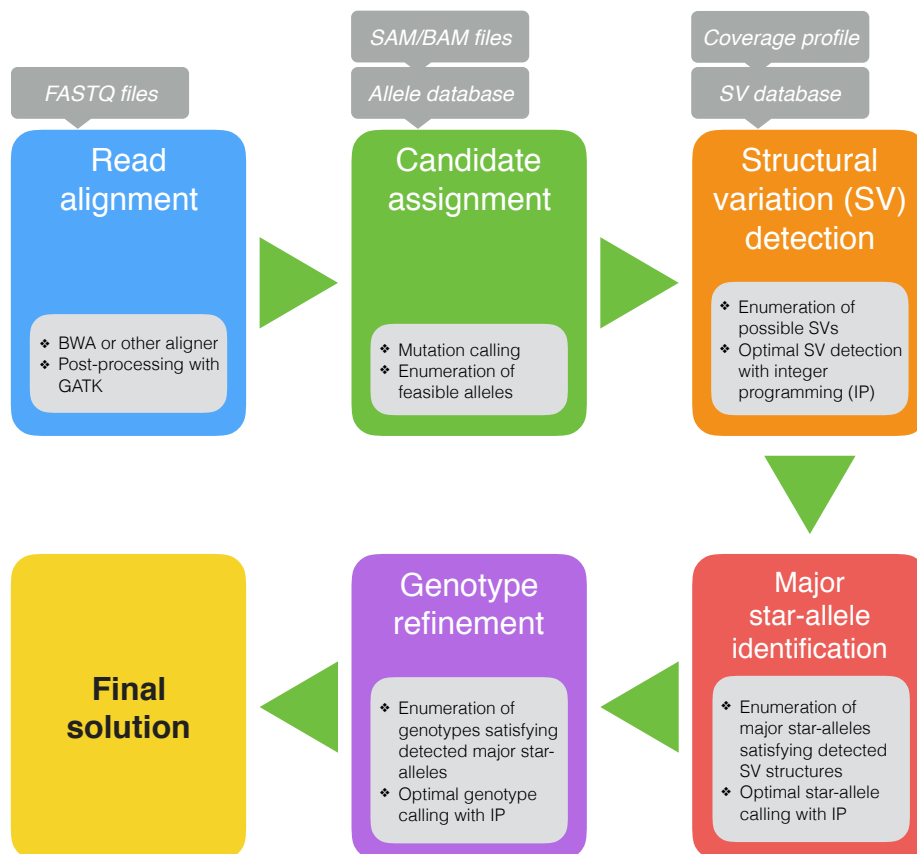 FASTQ files
Read
alignment
❖ BWA or other aligner
❖ Post-processing with
GATK
SAM/BAM files
Allele database
Candidate
assignment
❖ Mutation calling
❖ Enumeration of
feasible alleles
Coverage profile
SV database
Structural
variation (SV)
detection
❖ Enumeration of
possible SVs
❖ Optimal SV detection
with integer
programming (IP)
Major
star-allele
identification
❖ Enumeration of
major star-alleles
satisfying detected
SV structures
❖ Optimal star-allele
calling with IP
Genotype
refinement
❖ Enumeration of
genotypes satisfying
detected major star-
alleles
❖ Optimal genotype
calling with IP
Final
solution